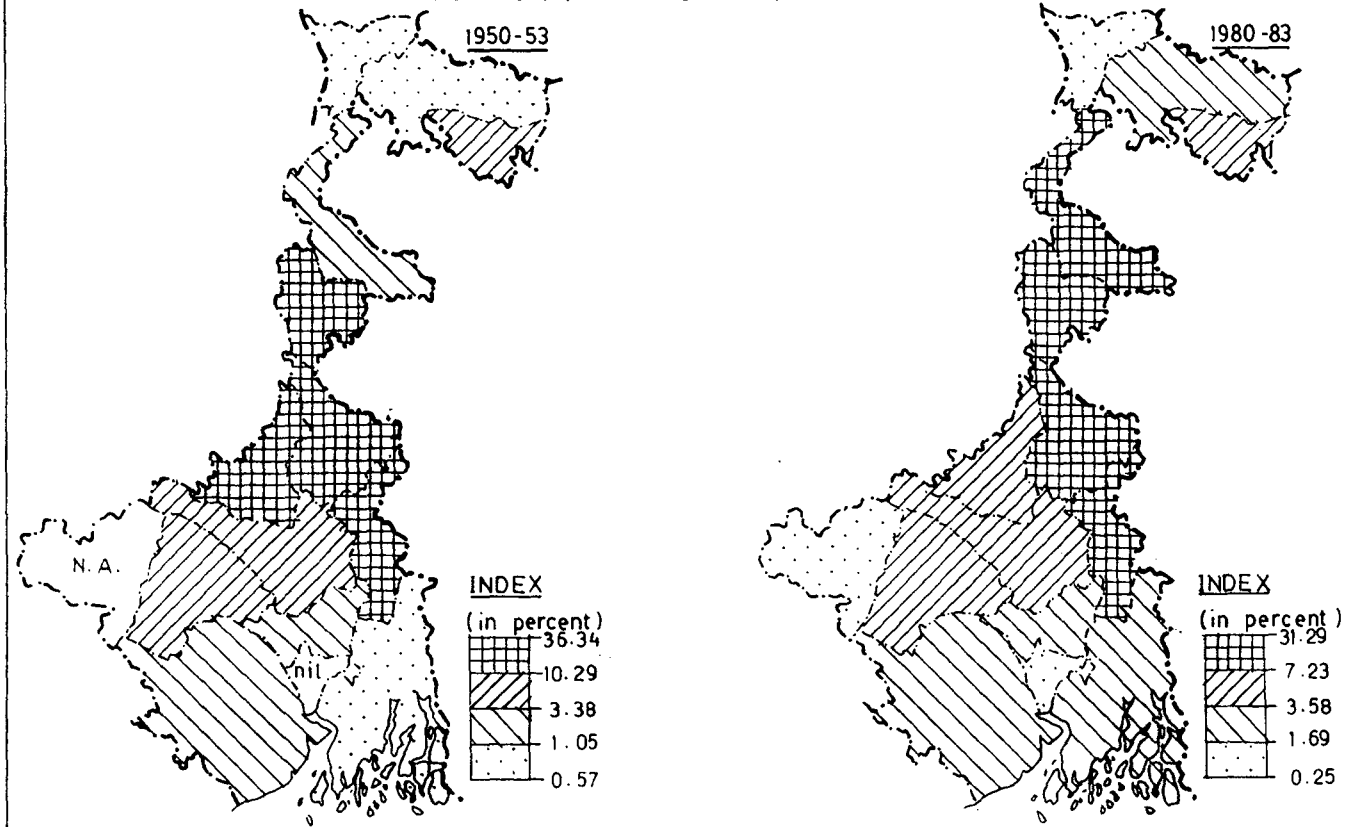 1950-53
N.A.
nil
INDEX
(in percent)
36.34
10.29
3.38
1.05
0.57
1980-83
INDEX
(in percent)
31.29
7.23
3.58
1.69
0.25